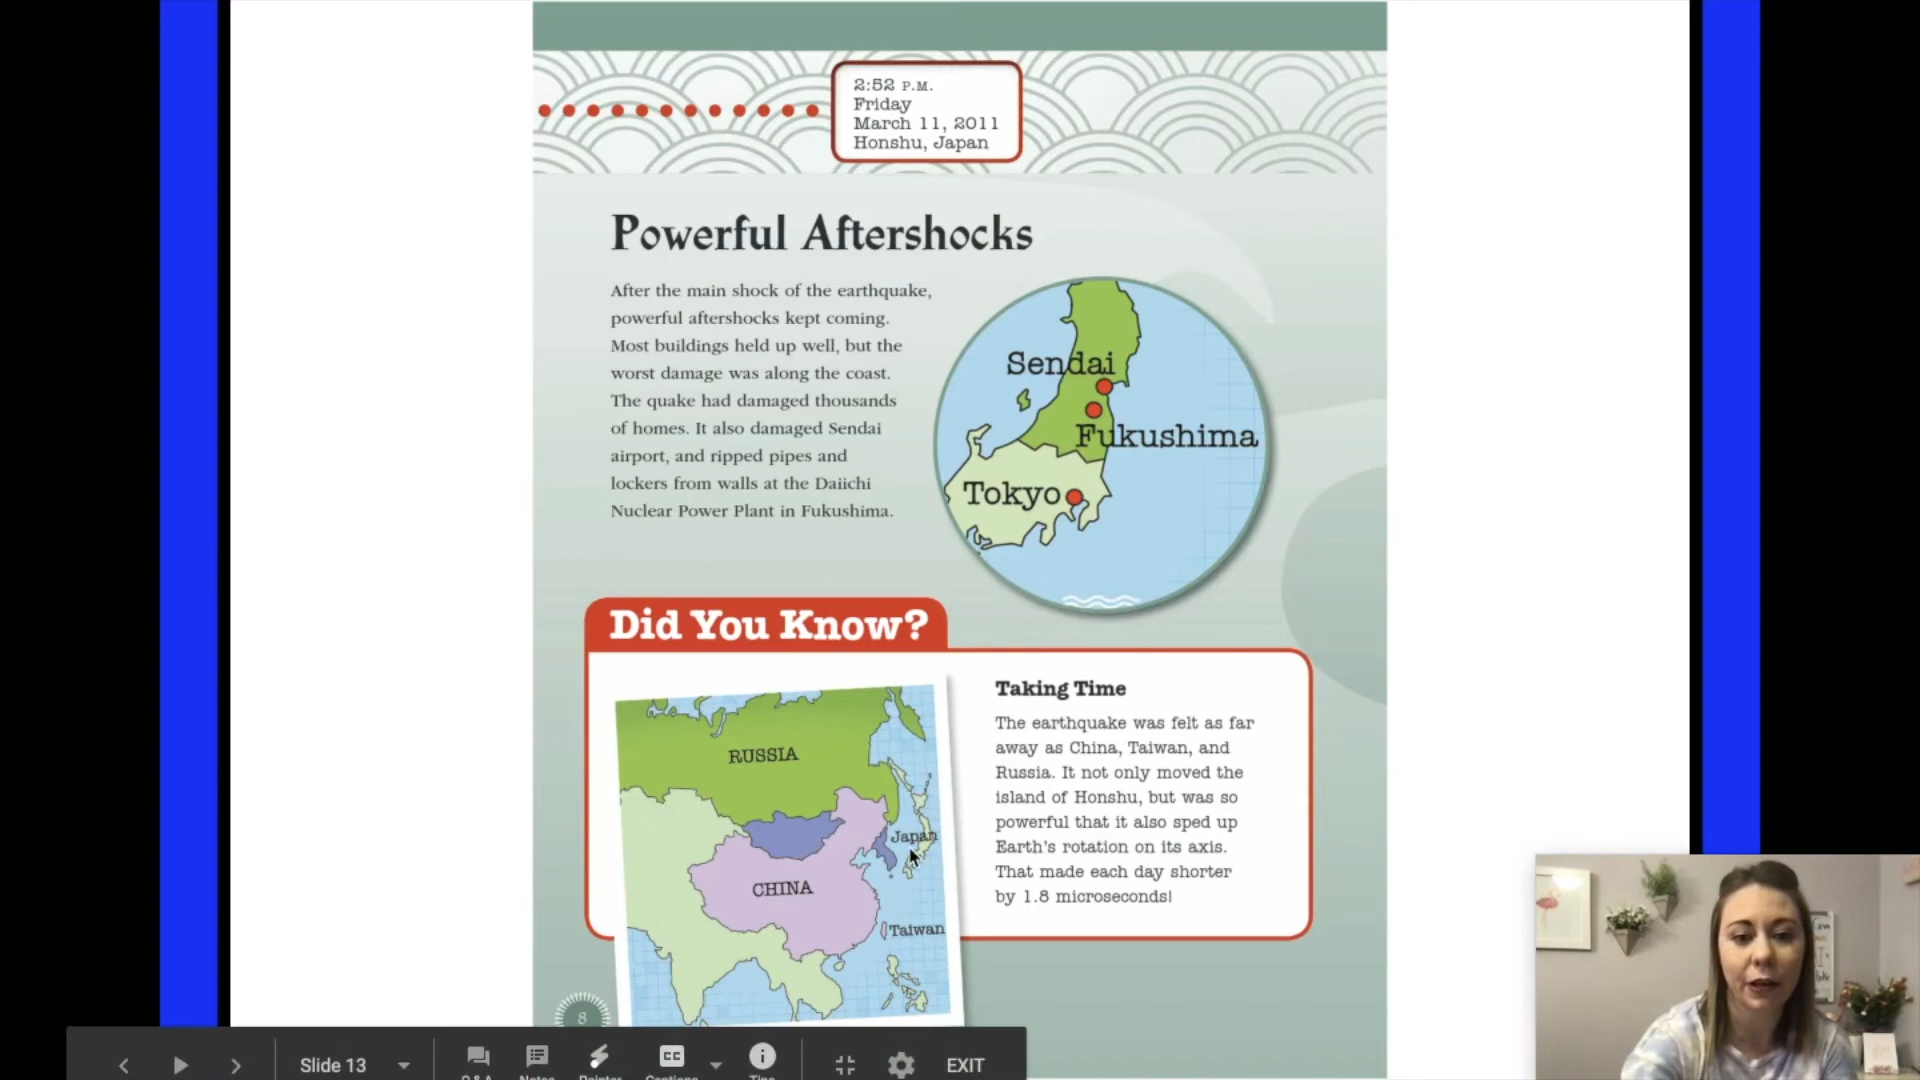 2:52 P.M.
Friday
March 11, 2011
Honshu, Japan
Powerful Aftershocks
After the main shock of the earthquake,
powerful aftershocks kept coming.
Most buildings held up well, but the
worst damage was along the coast.
The quake had damaged thousands
of homes. It also damaged Sendai
airport, and ripped pipes and
lockers from walls at the Daiichi
Nuclear Power Plant in Fukushima.
Sendai
Fukushima
Tokyo
Did You Know?
RUSSIA
Japan
CHINA
Taiwan
Taking Time
The earthquake was felt as far
away as China, Taiwan, and
Russia. It not only moved the
island of Honshu, but was so
powerful that it also sped up
Earth's rotation on its axis.
That made each day shorter
by 1.8 microseconds!
8
Slide 13
Q & A
Notes
Pointer
CC
Captions
Tips
EXIT